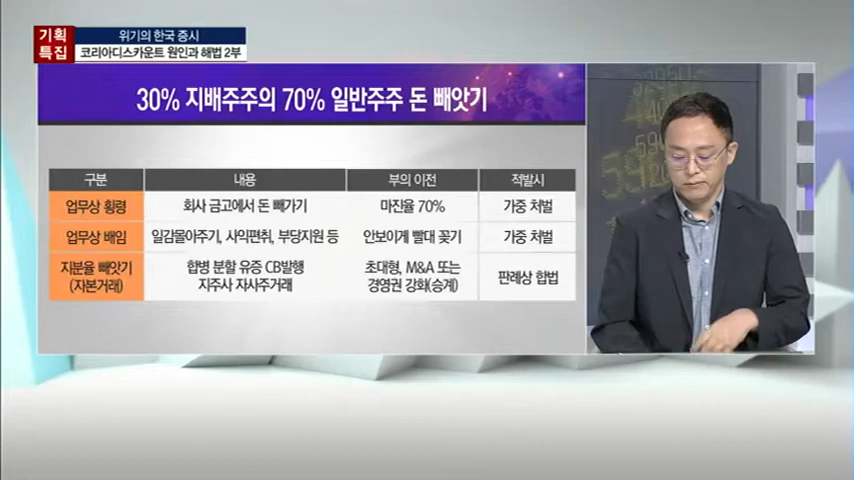 기획
특집
위기의 한국 증시
코리아디스카운트 원인과 해법 2부
30% 지배주주의 70% 일반주주 돈 빼앗기
구분 내용 부의 이전 적발시
업무상 횡령 회사 금고에서 돈 빼가기 마진율 70% 가중 처벌
업무상 배임 일감몰아주기, 사익편취, 부당지원 등 안보이게 빨대 꽂기 가중 처벌
지분율 빼앗기
(자본거래)
합병 분할 유증 CB발행
지주사 자사주거래
초대형, M&A 또는
경영권 강화(승계)
판례상 합법